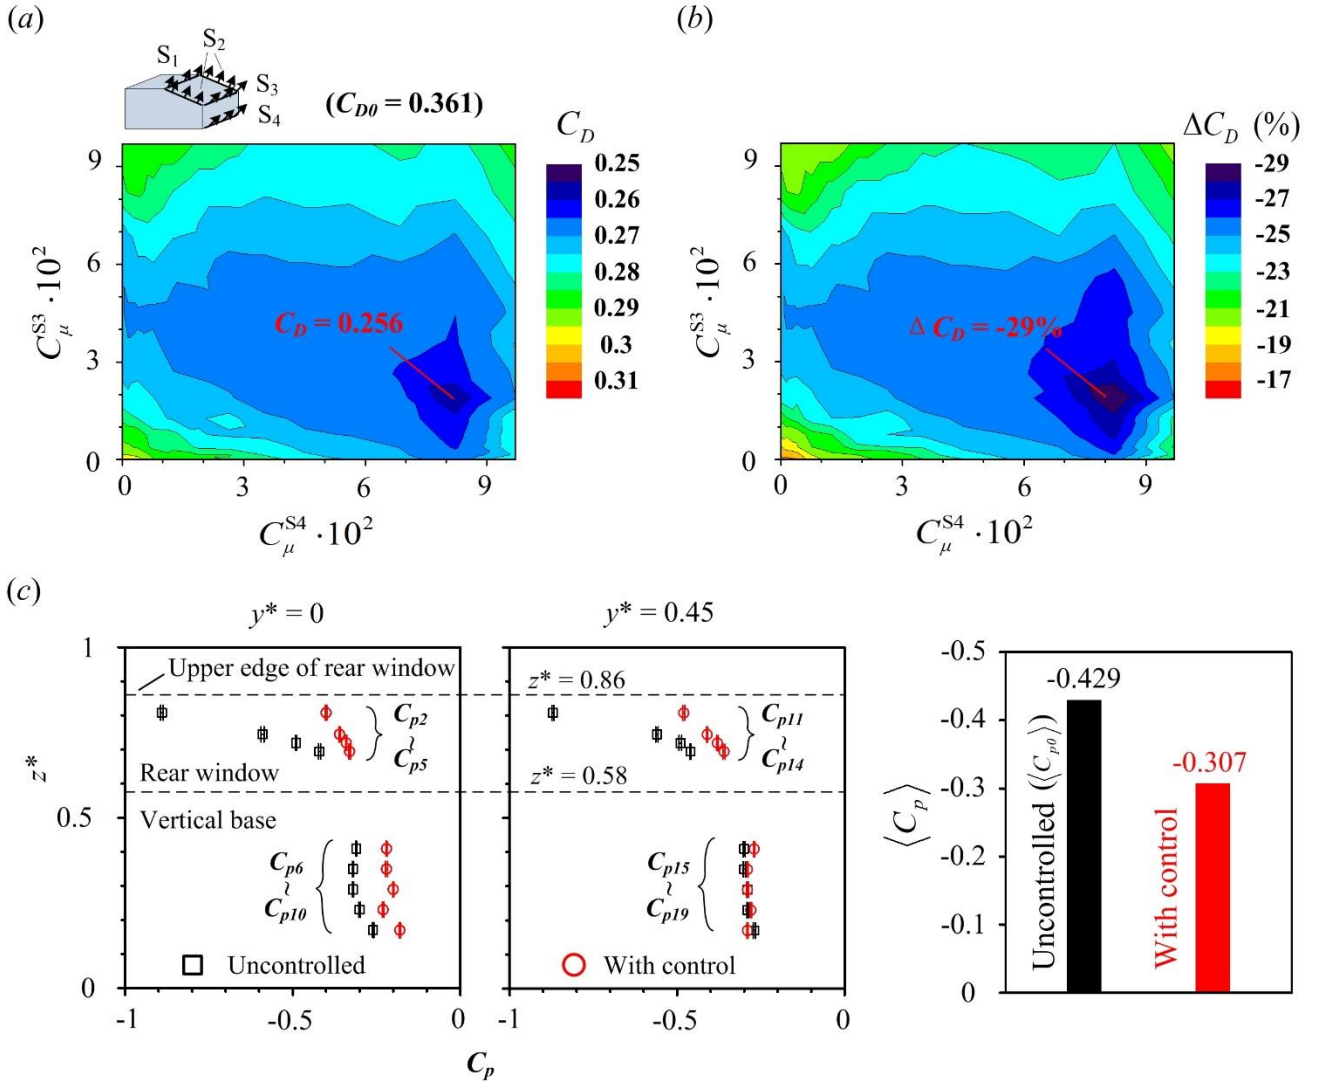 (a)
S1
S2
S3
S4
(CD0 = 0.361)
CD
9
6
3
0
0 3 6 9
CμS3 · 10²
CμS4 · 10²
CD = 0.256
0.25
0.26
0.27
0.28
0.29
0.3
0.31
(b)
ΔCD (%)
9
6
3
0
0 3 6 9
CμS3 · 10²
CμS4 · 10²
Δ CD = -29%
-29
-27
-25
-23
-21
-19
-17
(c)
y* = 0
y* = 0.45
1
0.5
0
z*
Upper edge of rear window
Rear window
Vertical base
Cp2
~
Cp5
Cp6
~
Cp10
Uncontrolled
z* = 0.86
z* = 0.58
Cp11
~
Cp14
Cp15
~
Cp19
With control
-1 -0.5 0
-0.5 0
Cp
-0.5
-0.4
-0.3
-0.2
-0.1
0
⟨Cp⟩
-0.429
-0.307
Uncontrolled (⟨Cp0⟩)
With control